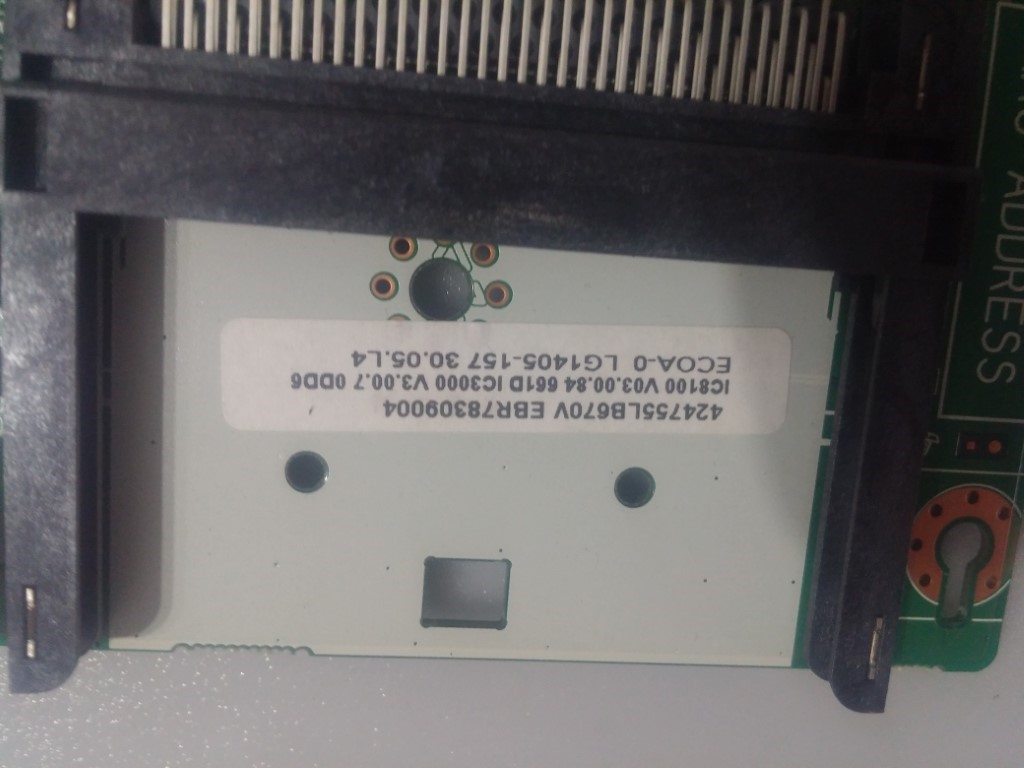 424755LB670V EBR78309004
IC8100 V03.00.84 661D IC3000 V3.00.7 0DD6
ECOA-0 LG1405-157 30.05.L4
ADDRESS